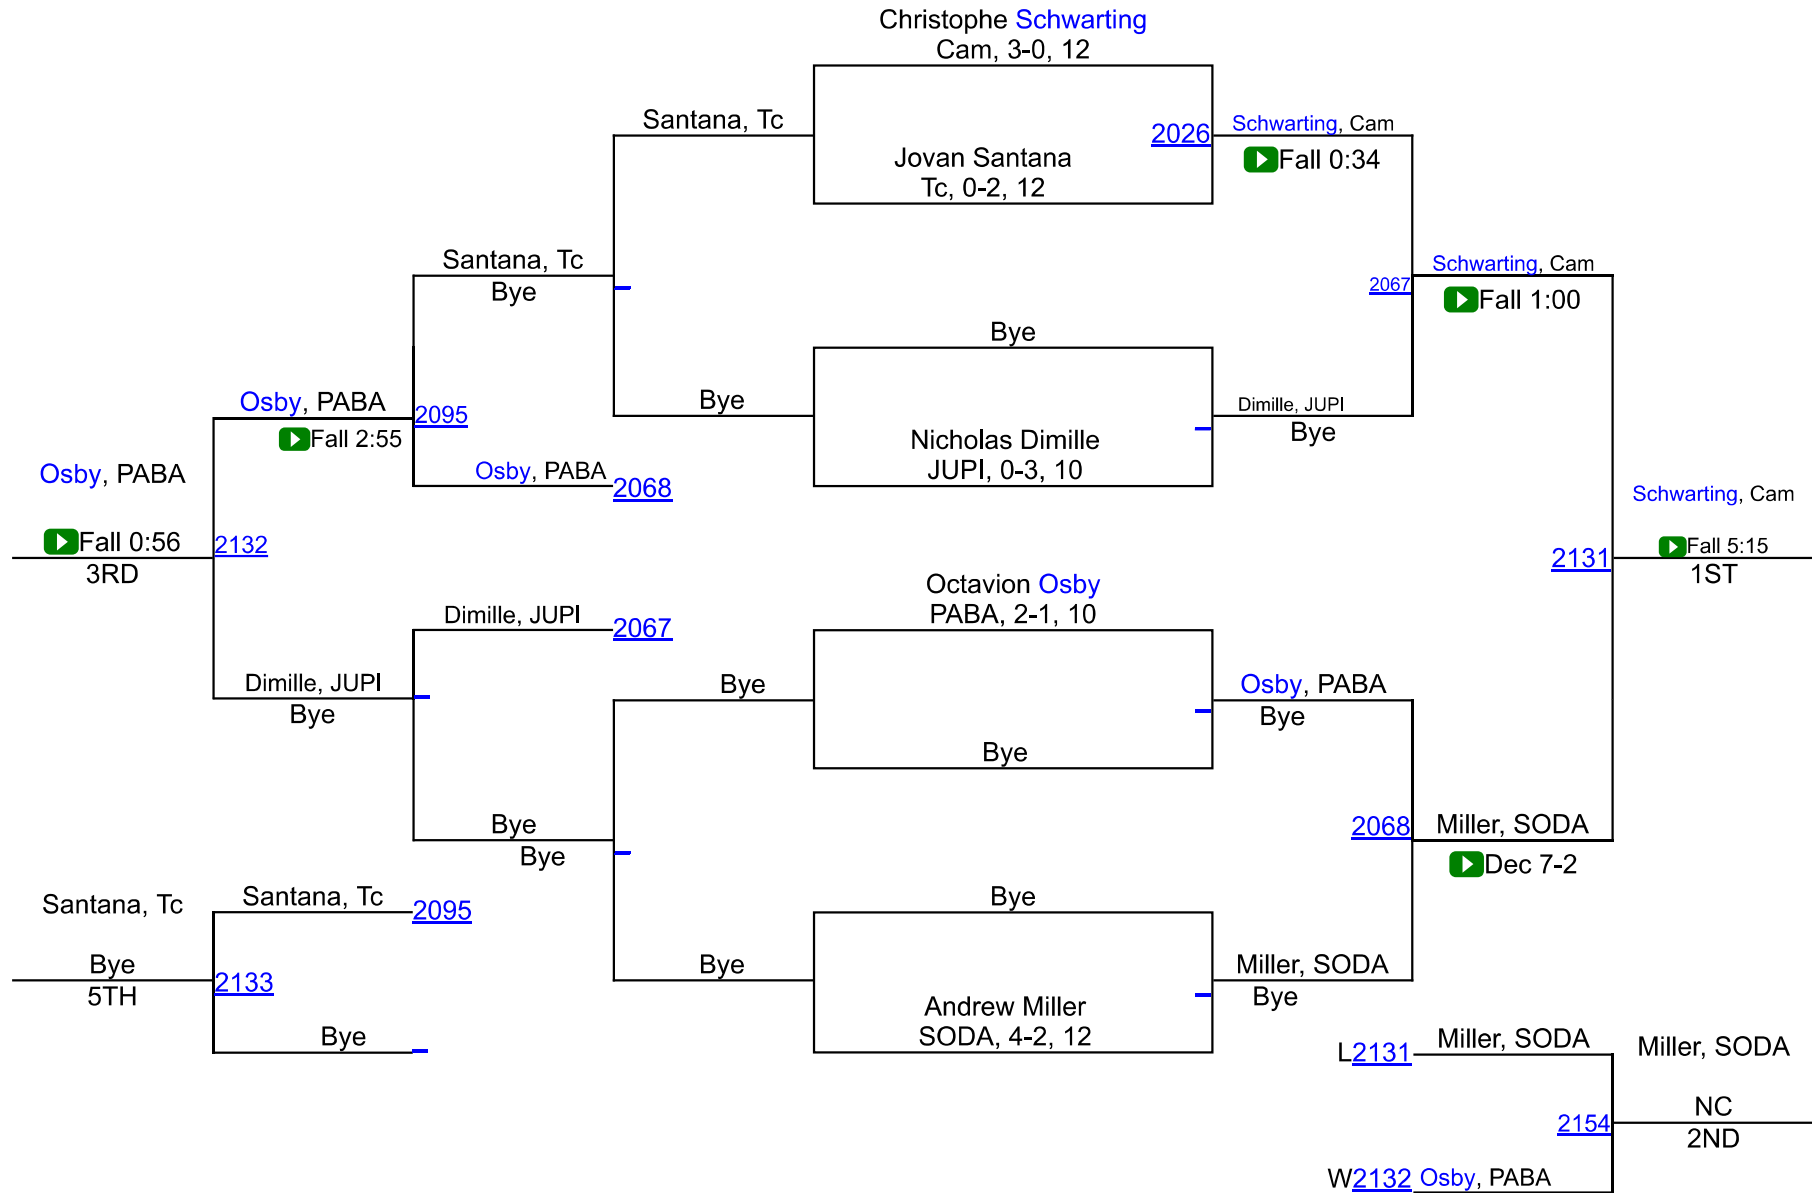 Christophe Schwarting
Cam, 3-0, 12
Santana, Tc
2026
Schwarting, Cam
Fall 0:34
Jovan Santana
Tc, 0-2, 12
Santana, Tc
Bye
Schwarting, Cam
2067
Fall 1:00
Bye
Osby, PABA
2095
Fall 2:55
Bye
Dimille, JUPI
Bye
Nicholas Dimille
JUPI, 0-3, 10
Osby, PABA
Osby, PABA
2068
Schwarting, Cam
Fall 0:56
2132
3RD
2131
Fall 5:15
1ST
Octavion Osby
PABA, 2-1, 10
Dimille, JUPI
2067
Dimille, JUPI
Bye
Bye
Osby, PABA
Bye
Bye
Bye
Bye
2068
Miller, SODA
Dec 7-2
Santana, Tc
Santana, Tc
2095
Bye
Bye
5TH
2133
Bye
Miller, SODA
Bye
Andrew Miller
SODA, 4-2, 12
Bye
L2131
Miller, SODA
Miller, SODA
2154
NC
2ND
W2132
Osby, PABA